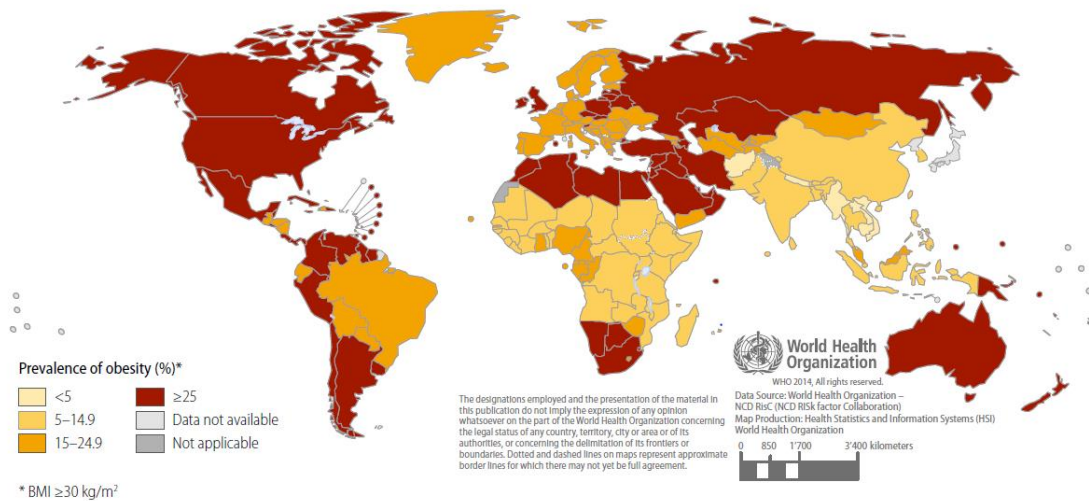 Prevalence of obesity (%)*
<5
5–14.9
15–24.9
≥25
Data not available
Not applicable
* BMI ≥30 kg/m²
The designations employed and the presentation of the material in
this publication do not imply the expression of any opinion
whatsoever on the part of the World Health Organization concerning
the legal status of any country, territory, city or area or of its
authorities, or concerning the delimitation of its frontiers or
boundaries. Dotted and dashed lines on maps represent approximate
border lines for which there may not yet be full agreement.
World Health
Organization
WHO 2014, All rights reserved.
Data Source: World Health Organization –
NCD RisC (NCD RISk factor Collaboration)
Map Production: Health Statistics and Information Systems (HSI)
World Health Organization
0 850 1'700 3'400 kilometers